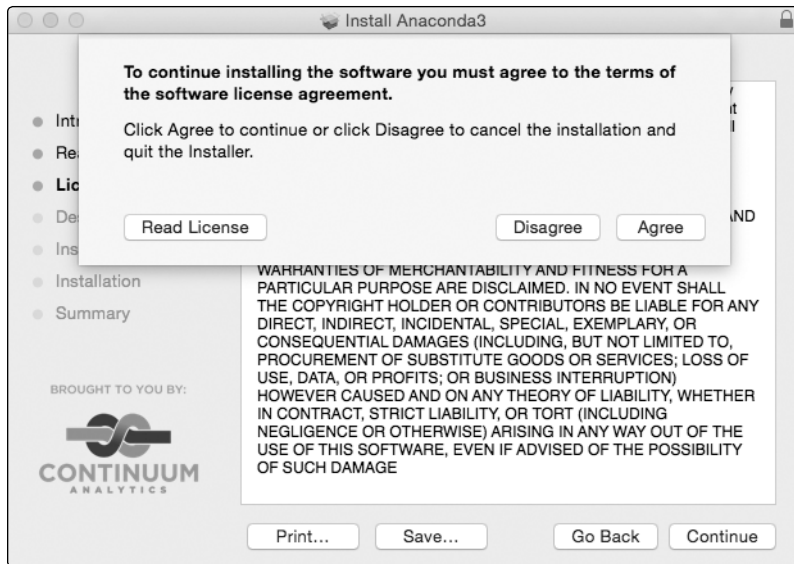 Install Anaconda3
To continue installing the software you must agree to the terms of
the software license agreement.
Click Agree to continue or click Disagree to cancel the installation and
quit the Installer.
Read License
Disagree
Agree
Installation
Summary
BROUGHT TO YOU BY:
CONTINUUM
ANALYTICS
AND
WARRANTIES OF MERCHANTABILITY AND FITNESS FOR A
PARTICULAR PURPOSE ARE DISCLAIMED. IN NO EVENT SHALL
THE COPYRIGHT HOLDER OR CONTRIBUTORS BE LIABLE FOR ANY
DIRECT, INDIRECT, INCIDENTAL, SPECIAL, EXEMPLARY, OR
CONSEQUENTIAL DAMAGES (INCLUDING, BUT NOT LIMITED TO,
PROCUREMENT OF SUBSTITUTE GOODS OR SERVICES; LOSS OF
USE, DATA, OR PROFITS; OR BUSINESS INTERRUPTION)
HOWEVER CAUSED AND ON ANY THEORY OF LIABILITY, WHETHER
IN CONTRACT, STRICT LIABILITY, OR TORT (INCLUDING
NEGLIGENCE OR OTHERWISE) ARISING IN ANY WAY OUT OF THE
USE OF THIS SOFTWARE, EVEN IF ADVISED OF THE POSSIBILITY
OF SUCH DAMAGE
Print...
Save...
Go Back
Continue